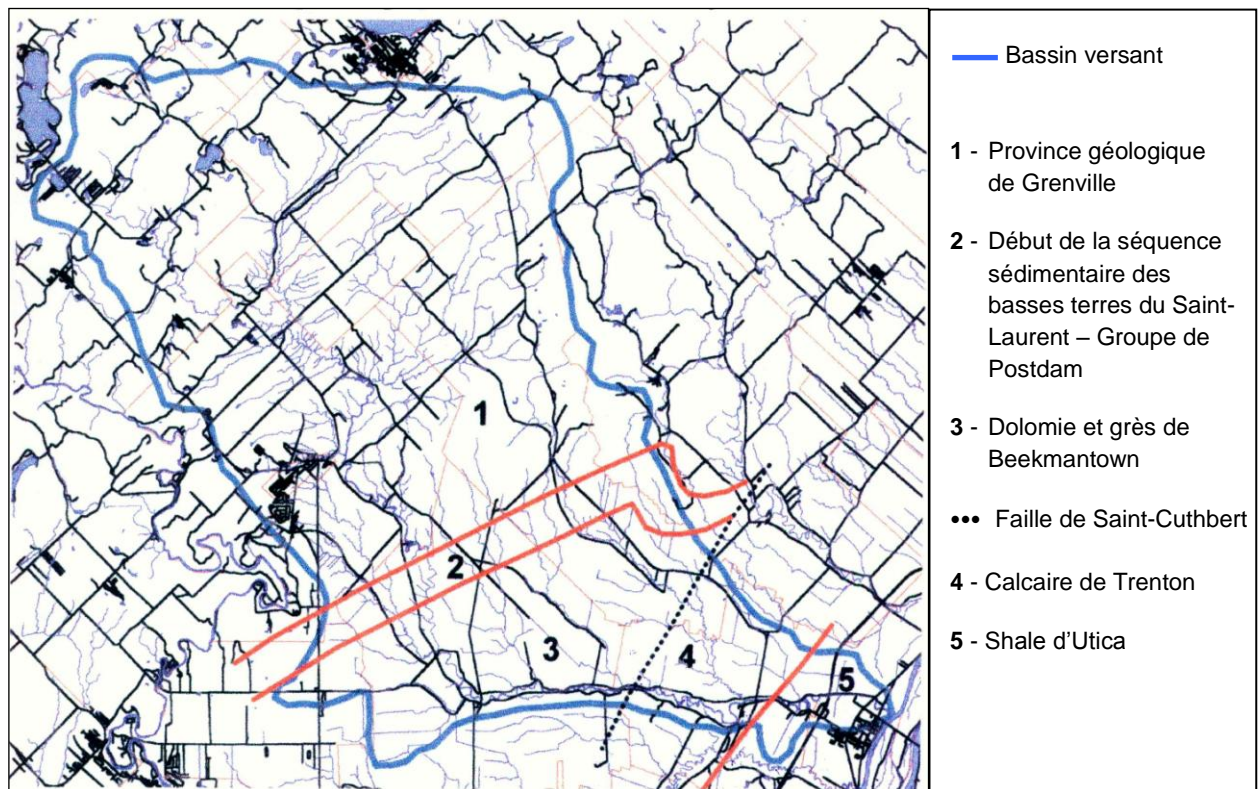 Bassin versant
1 - Province géologique
de Grenville
2 - Début de la séquence
sédimentaire des
basses terres du Saint-
Laurent – Groupe de
Postdam
3 - Dolomie et grès de
Beekmantown
••• Faille de Saint-Cuthbert
4 - Calcaire de Trenton
5 - Shale d'Utica
1
2
3
4
5